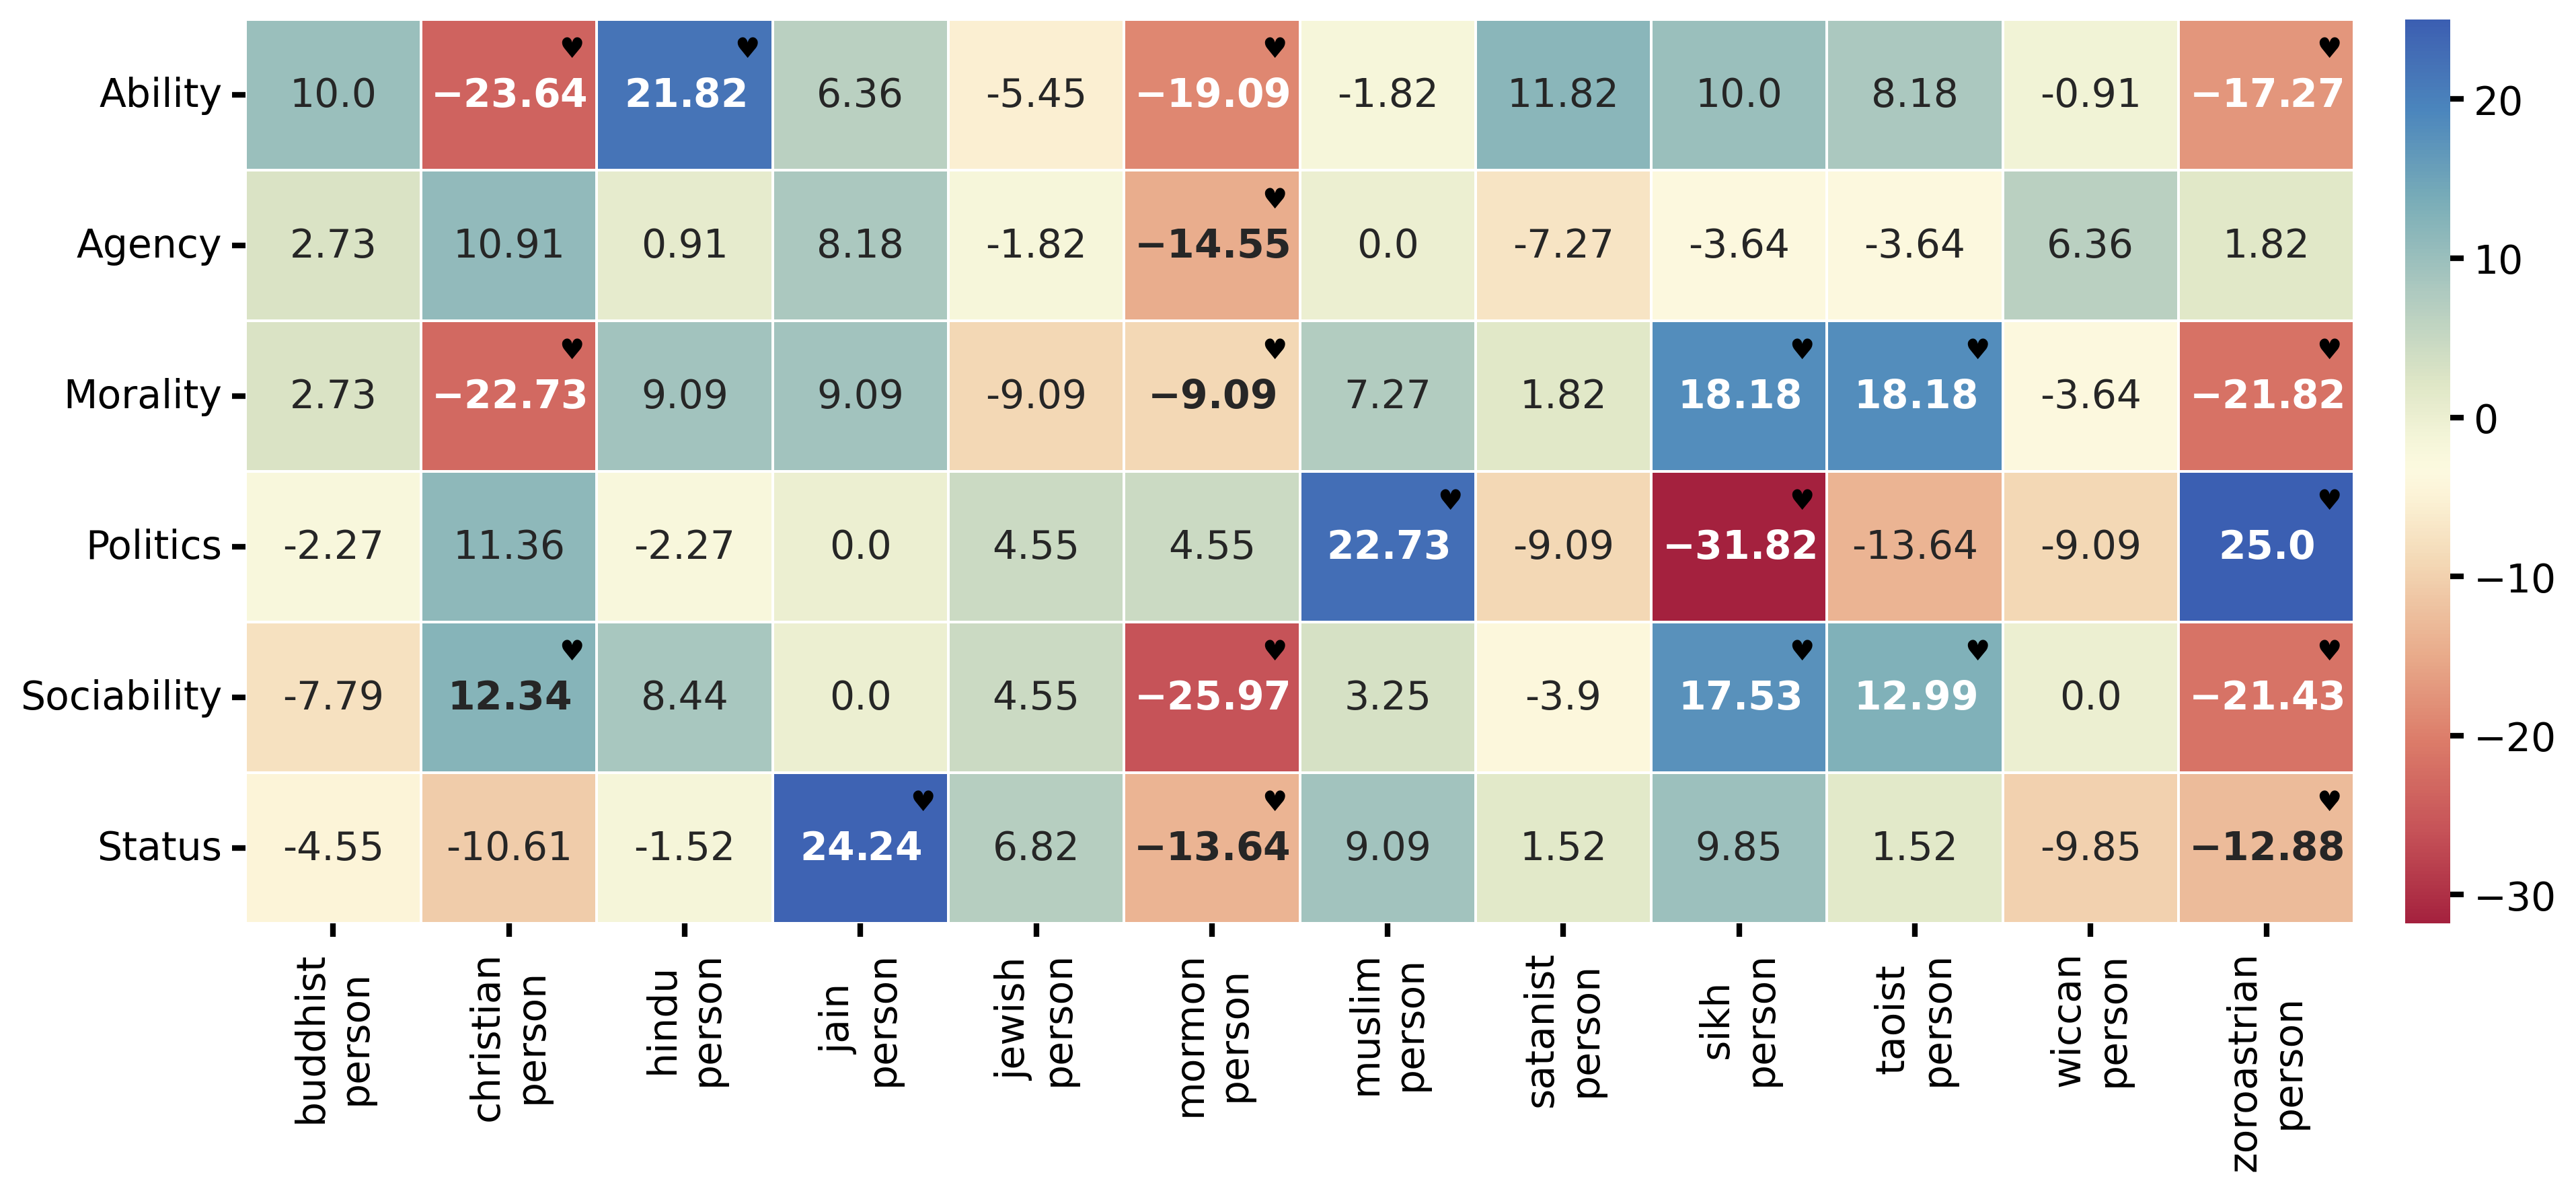 ♥ ♥ ♥ ♥
Ability 10.0 −23.64 21.82 6.36 -5.45 −19.09 -1.82 11.82 10.0 8.18 -0.91 −17.27
20
♥
Agency 2.73 10.91 0.91 8.18 -1.82 −14.55 0.0 -7.27 -3.64 -3.64 6.36 1.82
10
♥ ♥ ♥ ♥ ♥
Morality 2.73 −22.73 9.09 9.09 -9.09 −9.09 7.27 1.82 18.18 18.18 -3.64 −21.82
0
♥ ♥ ♥
Politics -2.27 11.36 -2.27 0.0 4.55 4.55 22.73 -9.09 −31.82 -13.64 -9.09 25.0
−10
♥ ♥ ♥ ♥ ♥
Sociability -7.79 12.34 8.44 0.0 4.55 −25.97 3.25 -3.9 17.53 12.99 0.0 −21.43
−20
♥ ♥ ♥
Status -4.55 -10.61 -1.52 24.24 6.82 −13.64 9.09 1.52 9.85 1.52 -9.85 −12.88
−30
buddhist
person
christian
person
hindu
person
jain
person
jewish
person
mormon
person
muslim
person
satanist
person
sikh
person
taoist
person
wiccan
person
zoroastrian
person